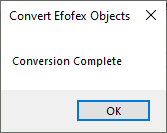 Convert Efofex Objects
Conversion Complete
OK